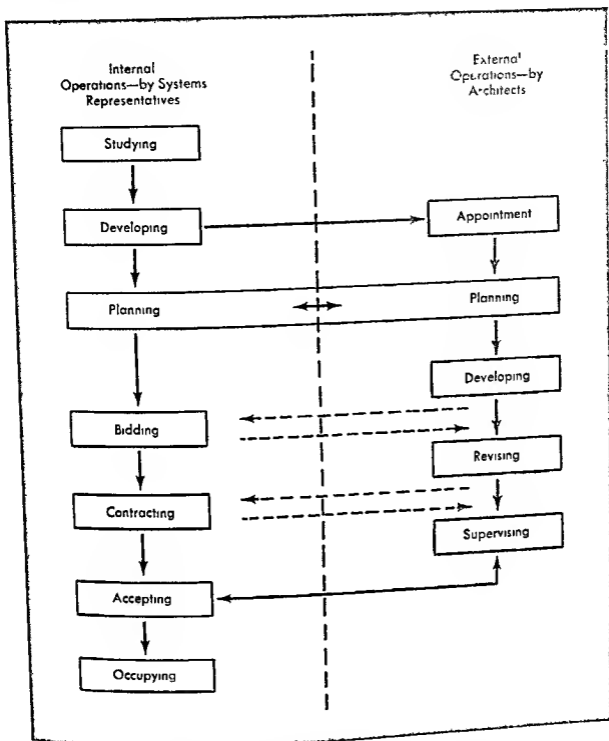 Internal
Operations—by Systems
Representatives
External
Operations—by
Architects
Studying
Developing
Appointment
Planning
Planning
Developing
Bidding
Revising
Contracting
Supervising
Accepting
Occupying